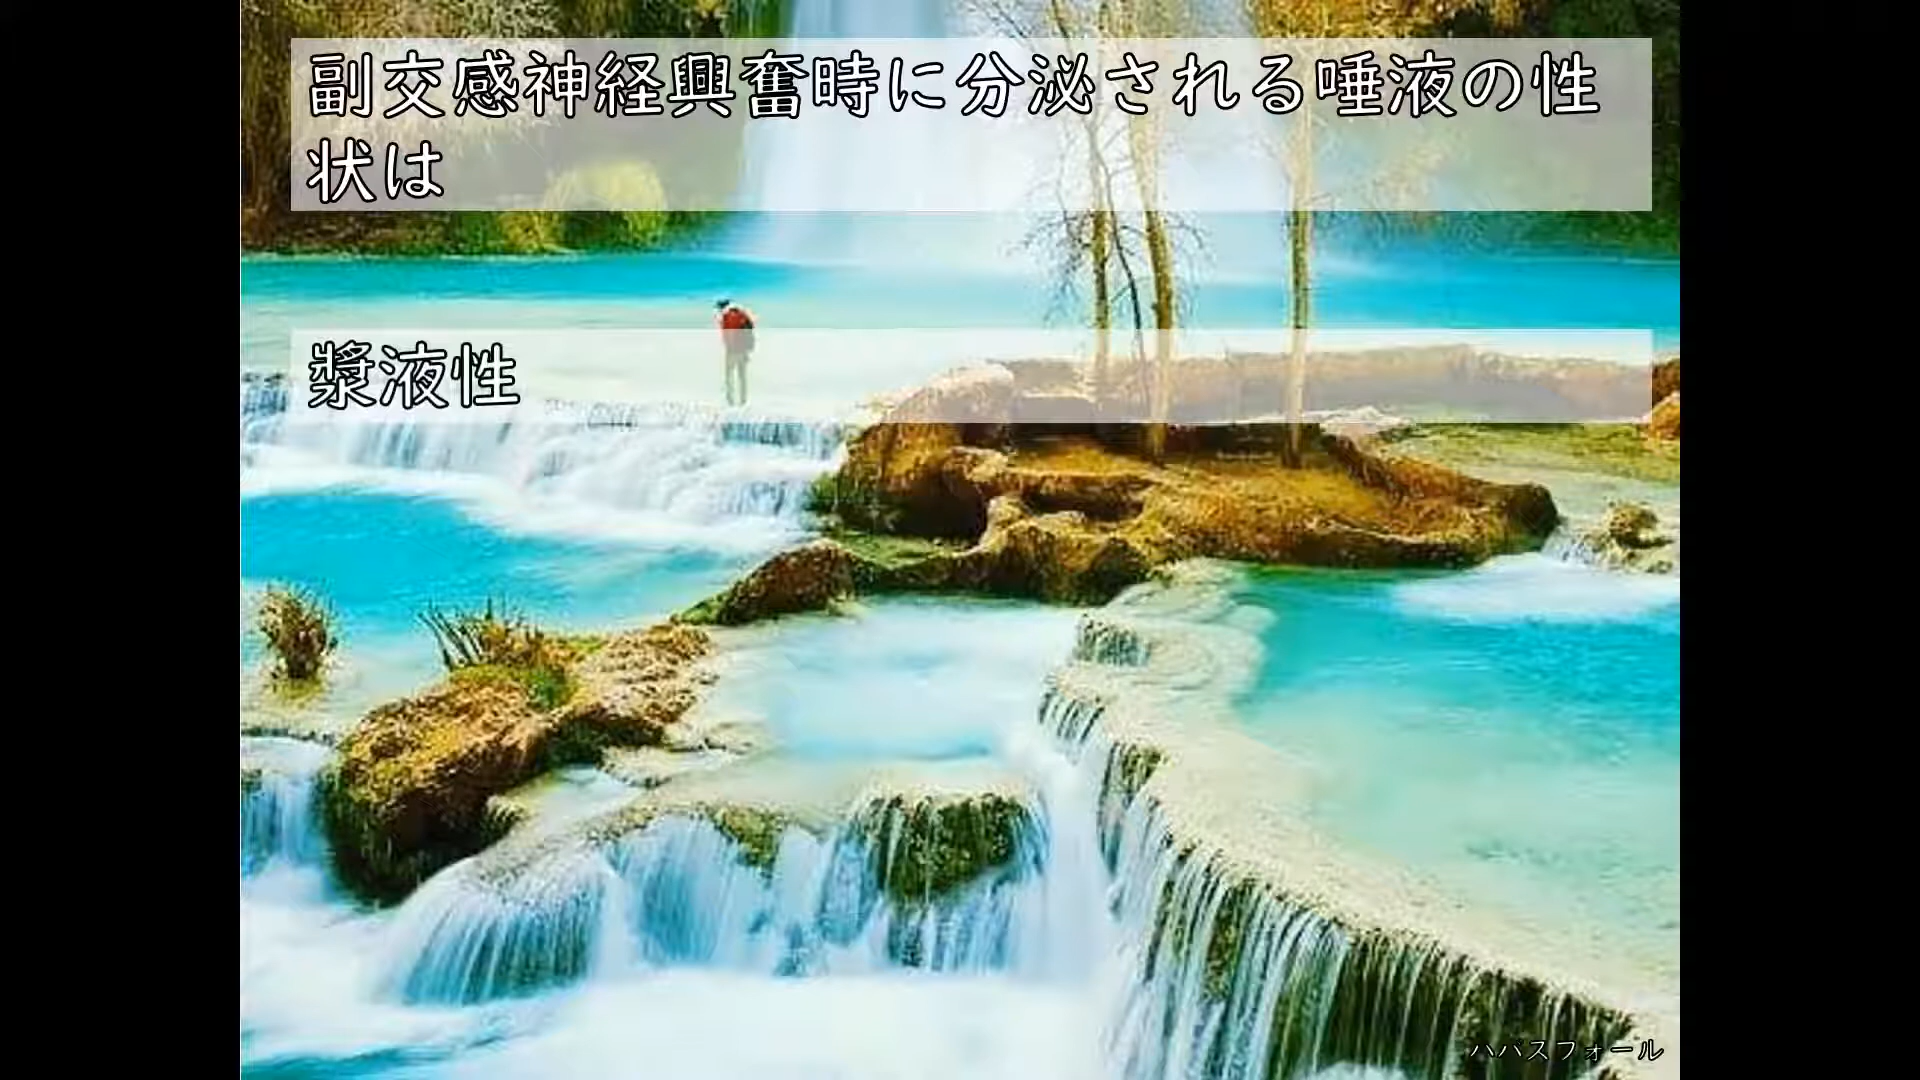 副交感神経興奮時に分泌される唾液の性
状は
漿液性
ハバスフォール